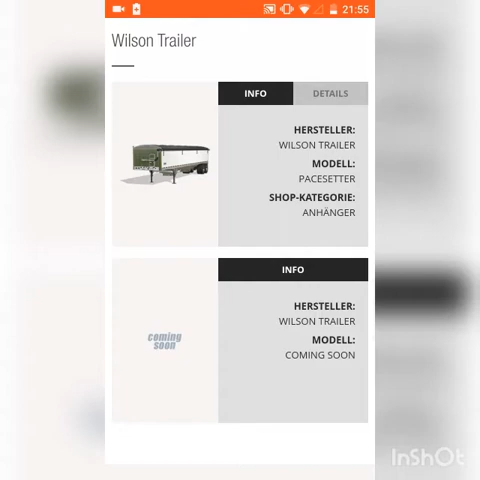 21:55
Wilson Trailer
INFO DETAILS
HERSTELLER:
WILSON TRAILER
MODELL:
PACESETTER
SHOP-KATEGORIE:
ANHÄNGER
INFO
coming
soon
HERSTELLER:
WILSON TRAILER
MODELL:
COMING SOON
InShOt